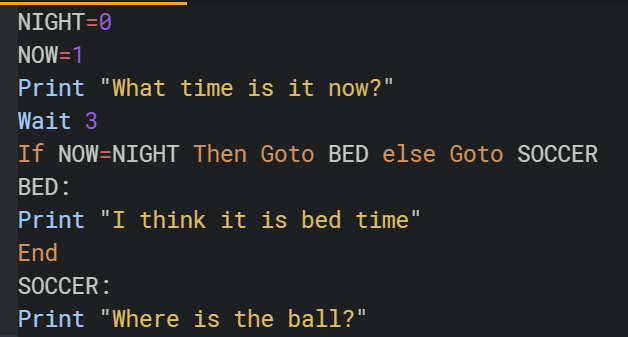 NIGHT=0
NOW=1
Print "What time is it now?"
Wait 3
If NOW=NIGHT Then Goto BED else Goto SOCCER
BED:
Print "I think it is bed time"
End
SOCCER:
Print "Where is the ball?"